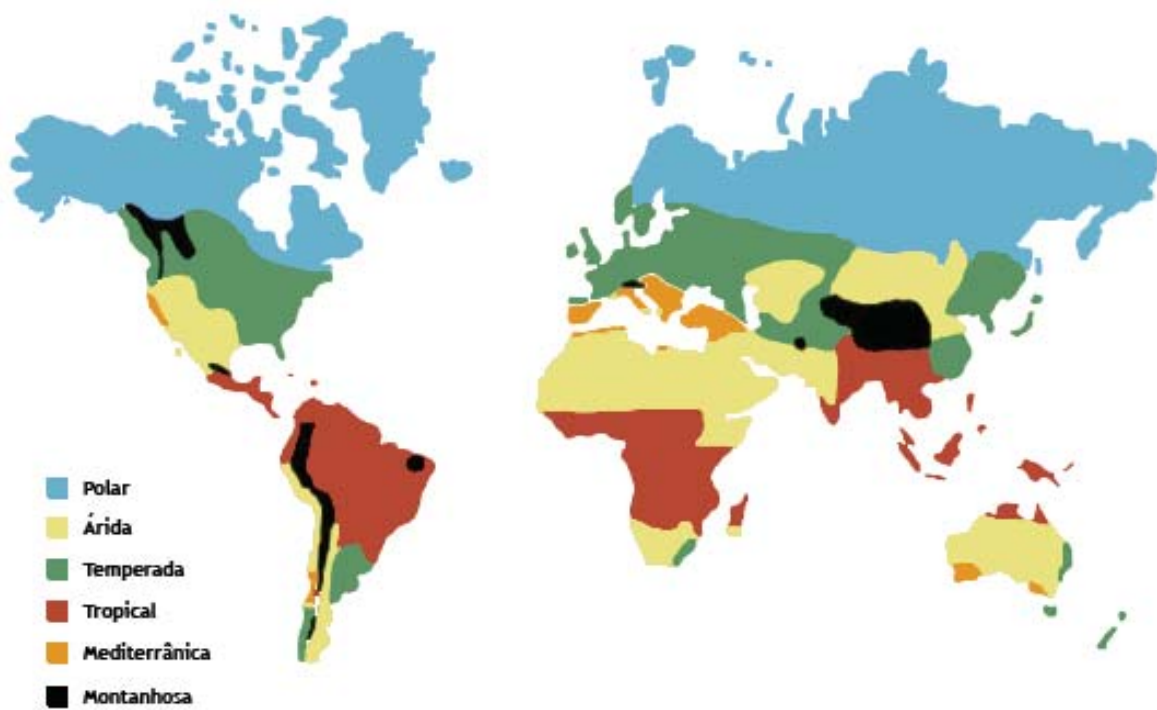 Polar
Árida
Temperada
Tropical
Mediterrânica
Montanhosa